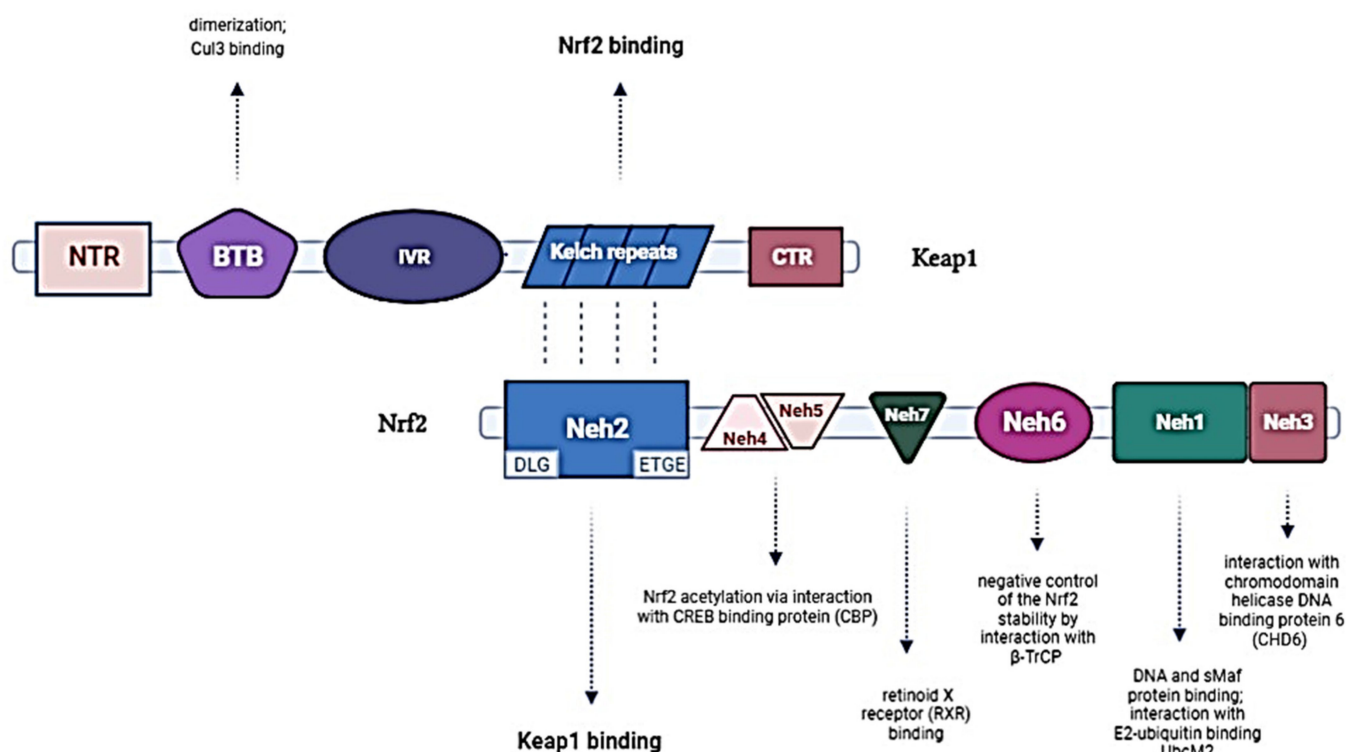 dimerization;
Cul3 binding
Nrf2 binding
NTR
BTB
IVR
Kelch repeats
CTR
Keap1
Nrf2
Neh2
DLG
ETGE
Neh4
Neh5
Neh7
Neh6
Neh1
Neh3
Keap1 binding
Nrf2 acetylation via interaction
with CREB binding protein (CBP)
retinoid X
receptor (RXR)
binding
negative control
of the Nrf2
stability by
interaction with
β-TrCP
DNA and sMaf
protein binding;
interaction with
E2-ubiquitin binding
UbcM2
interaction with
chromodomain
helicase DNA
binding protein 6
(CHD6)